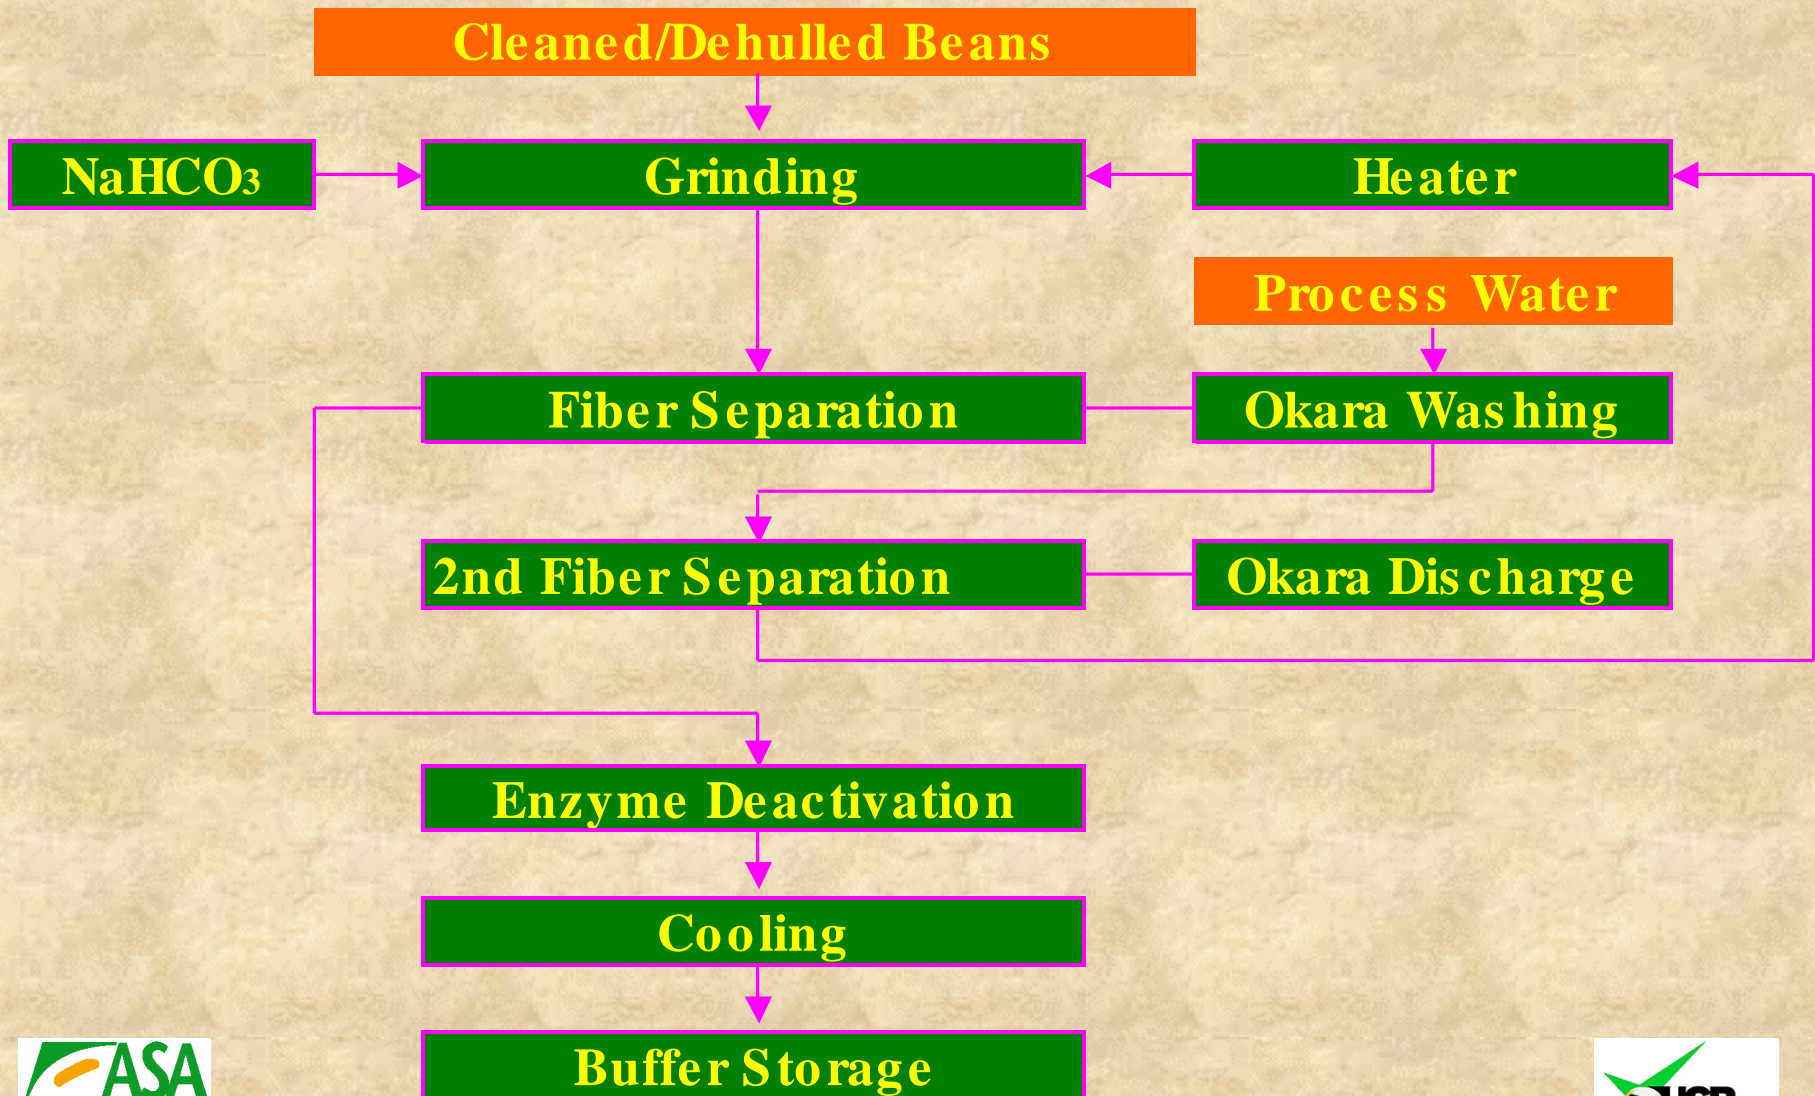 Cleaned/Dehulled Beans
NaHCO3
Grinding
Heater
Process Water
Fiber Separation
Okara Washing
2nd Fiber Separation
Okara Discharge
Enzyme Deactivation
Cooling
Buffer Storage
ASA